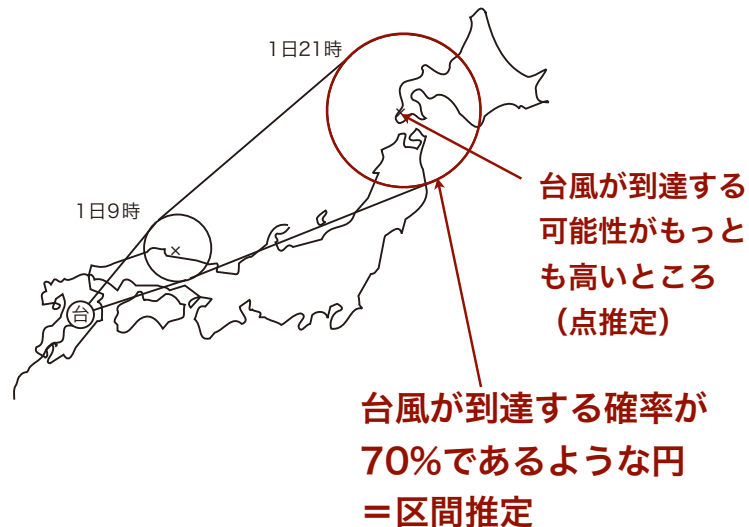 1日21時
1日9時
台
台風が到達する
可能性がもっと
も高いところ
（点推定）
台風が到達する確率が
70%であるような円
＝区間推定